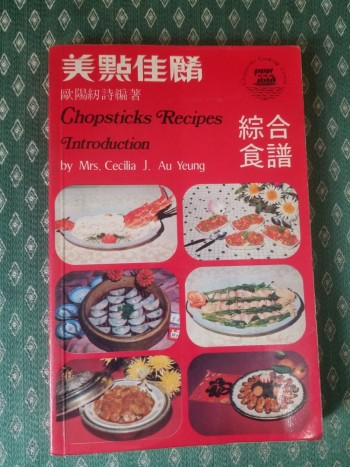 美點佳餚
歐陽紉詩編著
Chopsticks Recipes
Introduction
by Mrs. Cecilia J. Au Yeung
綜合
食譜